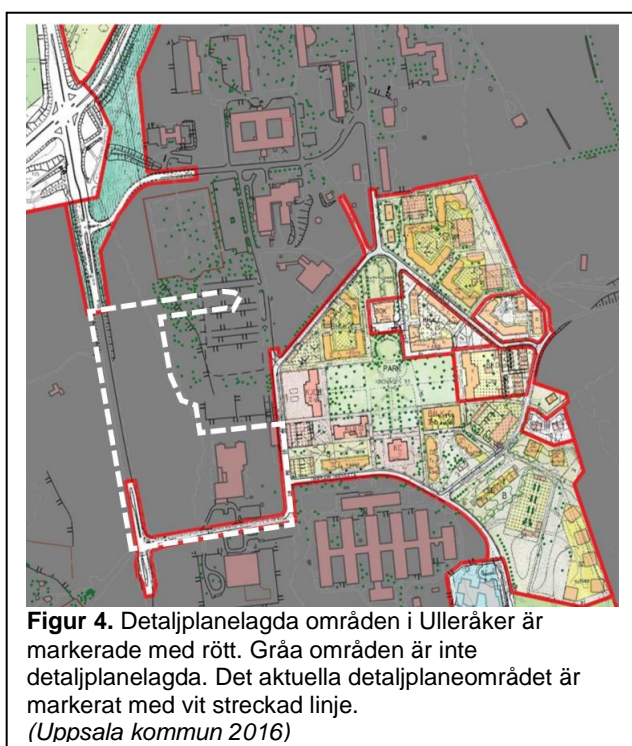 PARK
Figur 4. Detaljplanelagda områden i Ulleråker är
markerade med rött. Gråa områden är inte
detaljplanelagda. Det aktuella detaljplaneområdet är
markerat med vit streckad linje.
(Uppsala kommun 2016)